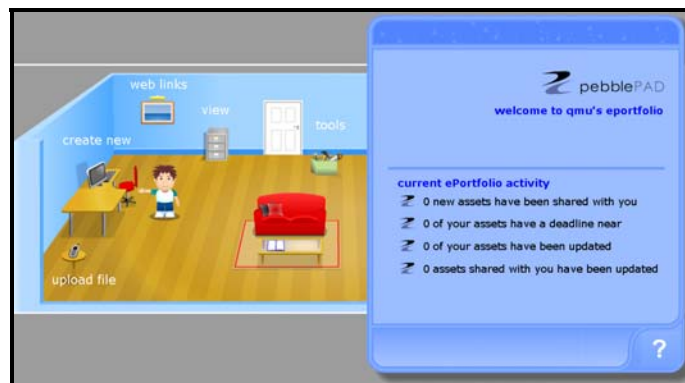 web links
view
tools
create new
upload file
pebblePAD
welcome to qmu's eportfolio
current ePortfolio activity
0 new assets have been shared with you
0 of your assets have a deadline near
0 of your assets have been updated
0 assets shared with you have been updated
?